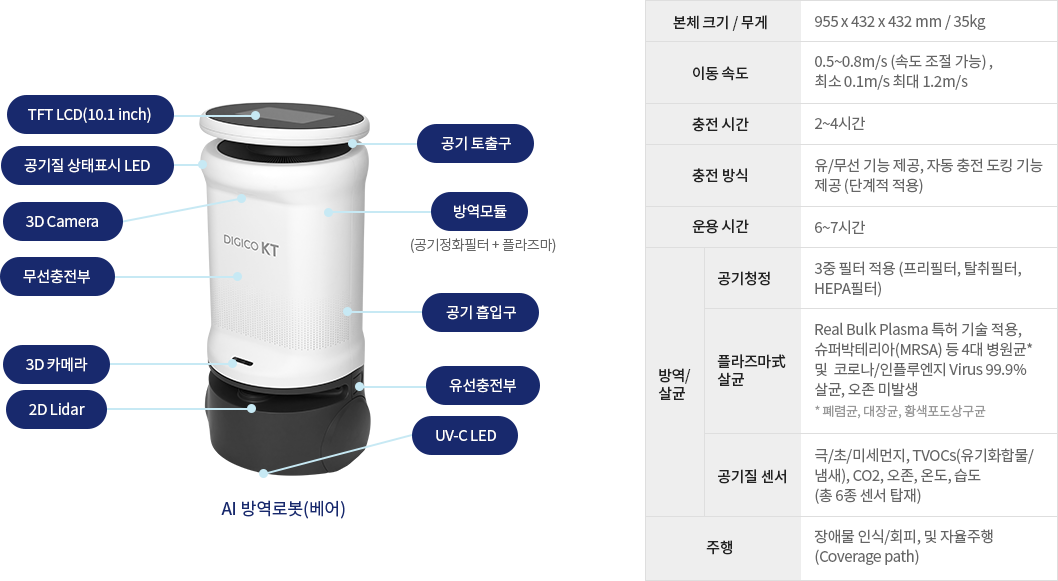 TFT LCD(10.1 inch)
공기질 상태표시 LED
3D Camera
무선충전부
3D 카메라
2D Lidar
DIGICO KT
공기 토출구
방역모듈
(공기정화필터 + 플라즈마)
공기 흡입구
유선충전부
UV-C LED
AI 방역로봇(베어)
본체 크기 / 무게
955 x 432 x 432 mm / 35kg
이동 속도
0.5~0.8m/s (속도 조절 가능) ,
최소 0.1m/s 최대 1.2m/s
충전 시간
2~4시간
충전 방식
유/무선 기능 제공, 자동 충전 도킹 기능
제공 (단계적 적용)
운용 시간
6~7시간
방역/
살균
공기청정
3중 필터 적용 (프리필터, 탈취필터,
HEPA필터)
플라즈마式
살균
Real Bulk Plasma 특허 기술 적용,
슈퍼박테리아(MRSA) 등 4대 병원균*
및 코로나/인플루엔지 Virus 99.9%
살균, 오존 미발생
* 폐렴균, 대장균, 황색포도상구균
공기질 센서
극/초/미세먼지, TVOCs(유기화합물/
냄새), CO2, 오존, 온도, 습도
(총 6종 센서 탑재)
주행
장애물 인식/회피, 및 자율주행
(Coverage path)